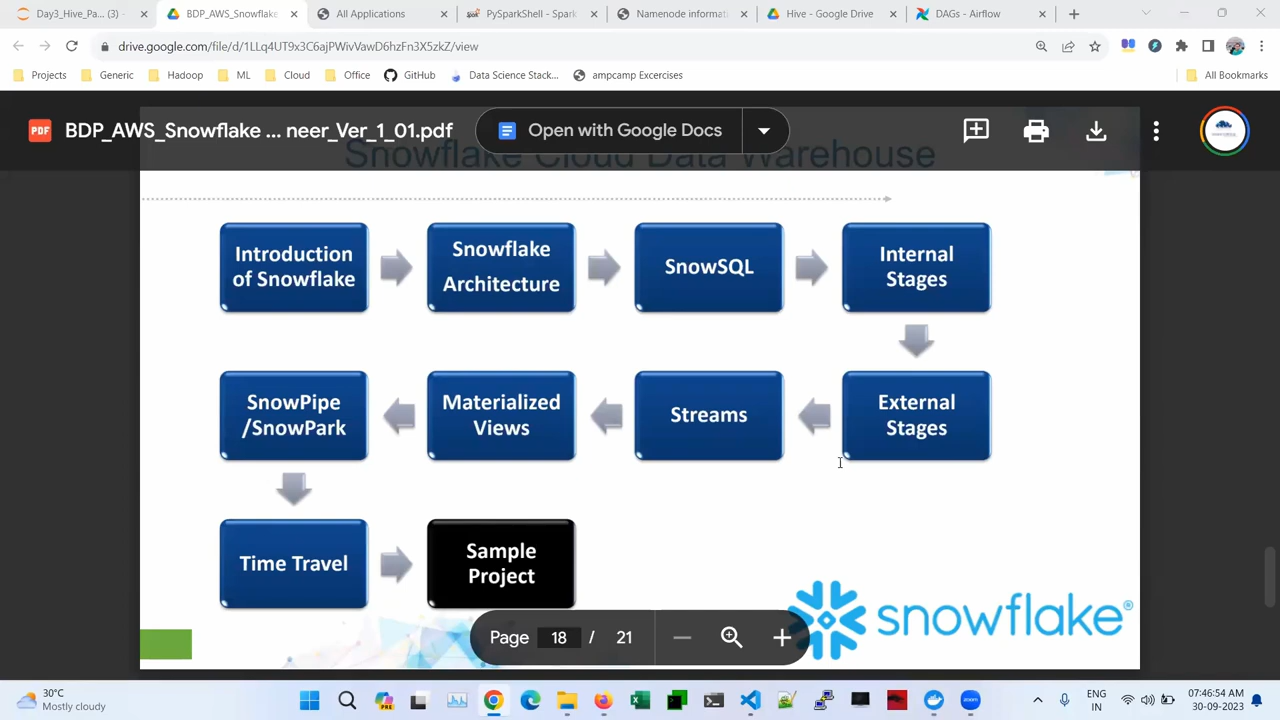 Day3_Hive_Pa... (3)
BDP_AWS_Snowflake
All Applications
PySparkShell - Spark
Namenode informati
Hive - Google Drive
DAGs - Airflow
drive.google.com/file/d/1LLq4UT9x3C6ajPWivVawD6hzFn3X5zkZ/view
Projects
Generic
Hadoop
ML
Cloud
Office
GitHub
Data Science Stack...
ampcamp Excercises
All Bookmarks
PDF
BDP_AWS_Snowflake ... neer_Ver_1_01.pdf
Open with Google Docs
Snowflake Cloud Data Warehouse
Introduction
of Snowflake
Snowflake
Architecture
SnowSQL
Internal
Stages
SnowPipe
/SnowPark
Materialized
Views
Streams
External
Stages
Time Travel
Sample
Project
snowflake®
Page 18 / 21
30°C
Mostly cloudy
PRE
zoom
ENG
IN
07:46:54 AM
30-09-2023